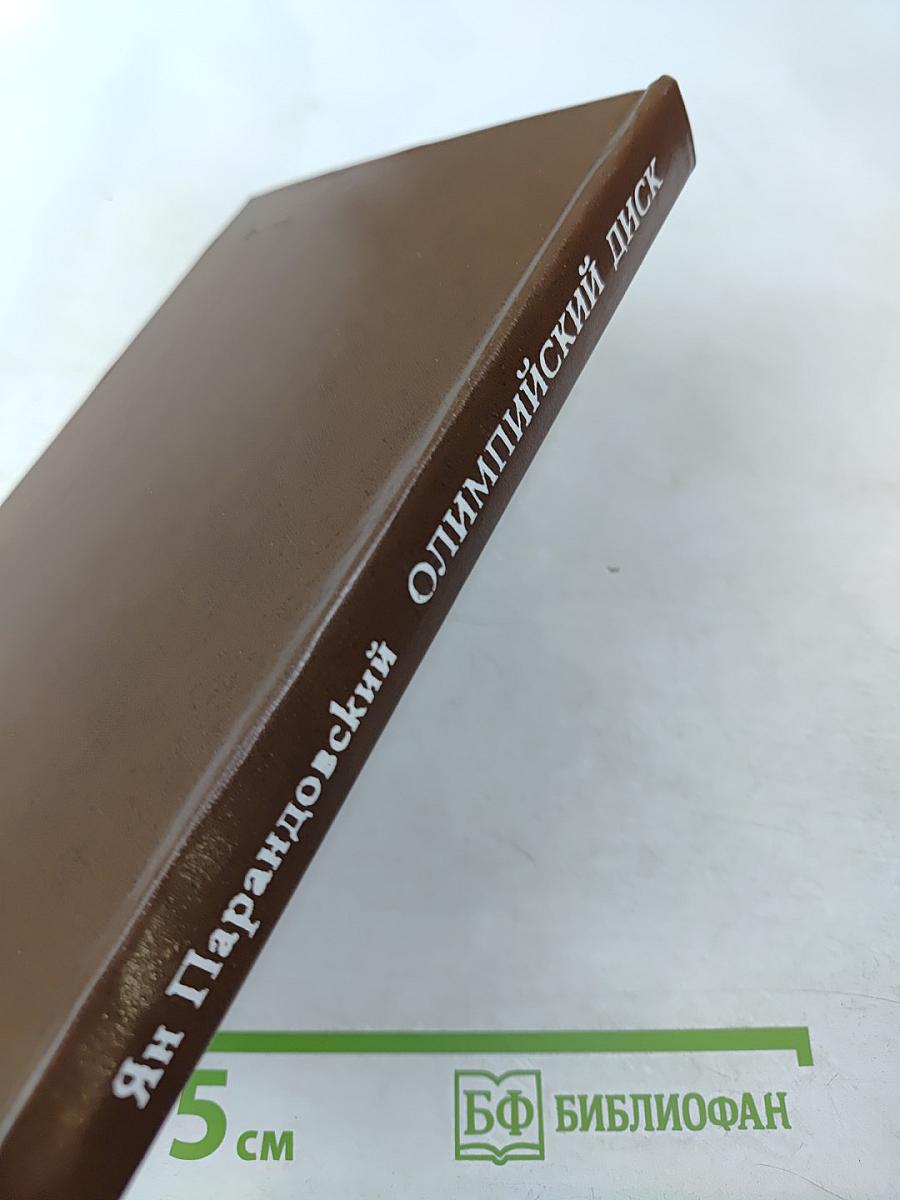 Ян Парандовский ОЛИМПИЙСКИЙ ДИСК
5 см
БФ БИБЛИОФАН